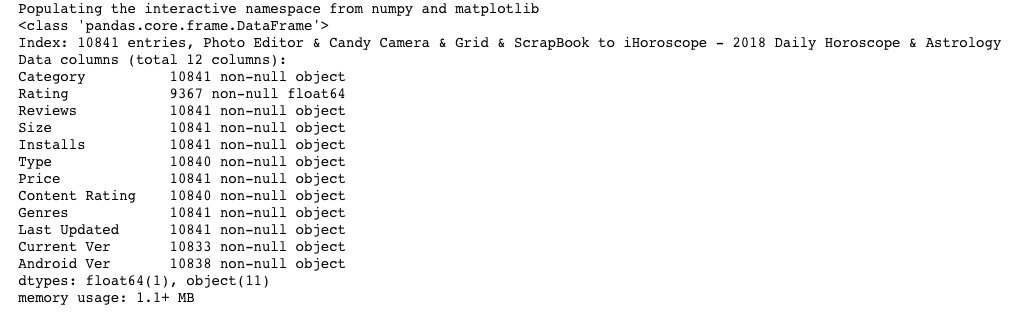 Populating the interactive namespace from numpy and matplotlib
<class 'pandas.core.frame.DataFrame'>
Index: 10841 entries, Photo Editor & Candy Camera & Grid & ScrapBook to iHoroscope - 2018 Daily Horoscope & Astrology
Data columns (total 12 columns):
Category          10841 non-null object
Rating            9367 non-null float64
Reviews           10841 non-null object
Size              10841 non-null object
Installs          10841 non-null object
Type              10840 non-null object
Price             10841 non-null object
Content Rating    10840 non-null object
Genres            10841 non-null object
Last Updated      10841 non-null object
Current Ver       10833 non-null object
Android Ver       10838 non-null object
dtypes: float64(1), object(11)
memory usage: 1.1+ MB